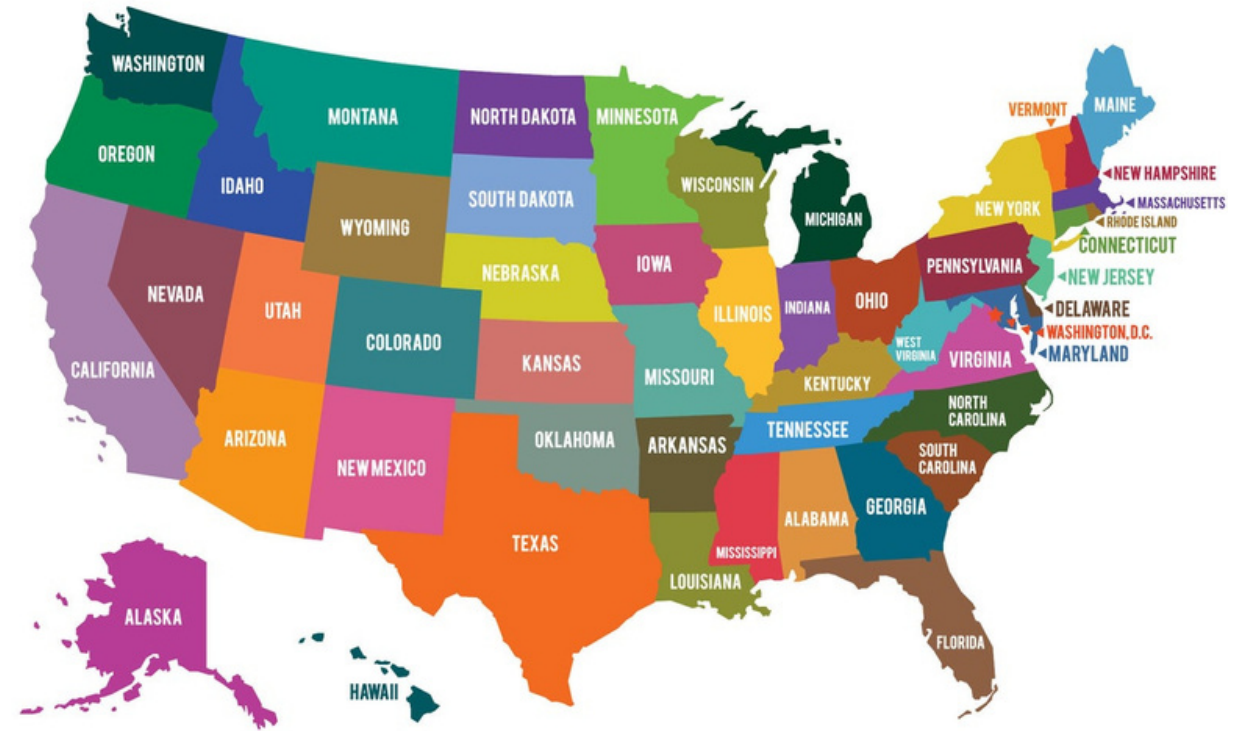 WASHINGTON
MONTANA
NORTH DAKOTA
MINNESOTA
VERMONT
MAINE
OREGON
IDAHO
SOUTH DAKOTA
WISCONSIN
MICHIGAN
NEW YORK
NEW HAMPSHIRE
MASSACHUSETTS
RHODE ISLAND
CONNECTICUT
WYOMING
NEBRASKA
IOWA
PENNSYLVANIA
NEW JERSEY
NEVADA
UTAH
COLORADO
KANSAS
ILLINOIS
INDIANA
OHIO
DELAWARE
WASHINGTON, D.C.
MARYLAND
CALIFORNIA
MISSOURI
KENTUCKY
WEST
VIRGINIA
VIRGINIA
ARIZONA
NEW MEXICO
OKLAHOMA
ARKANSAS
TENNESSEE
NORTH
CAROLINA
SOUTH
CAROLINA
TEXAS
LOUISIANA
MISSISSIPPI
ALABAMA
GEORGIA
FLORIDA
ALASKA
HAWAII